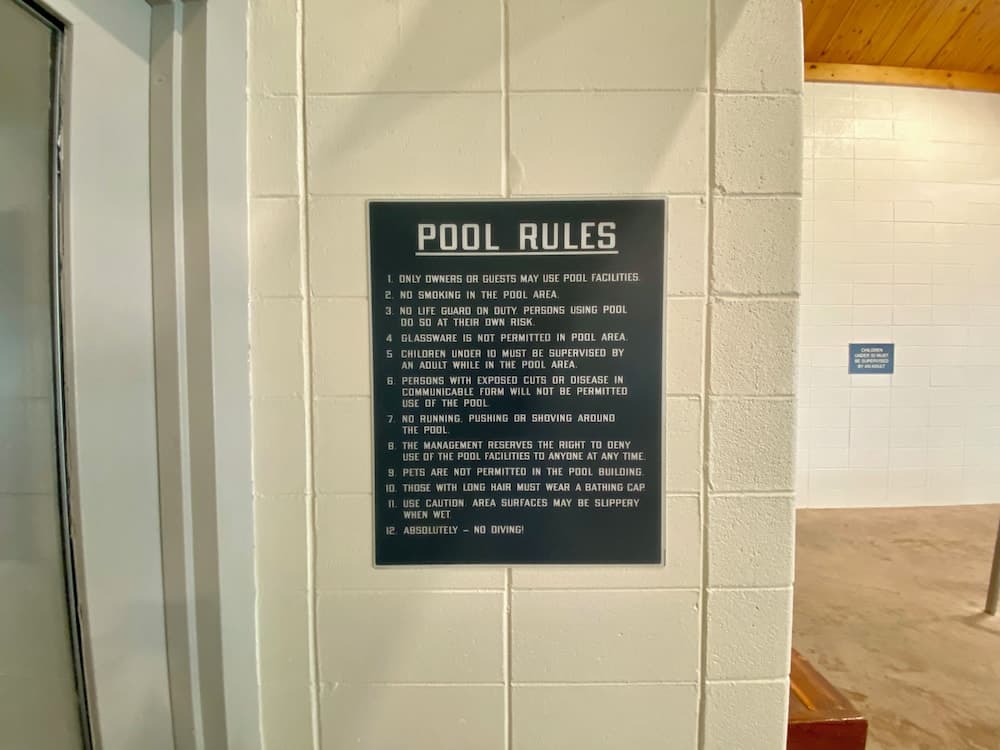 POOL RULES
1. ONLY OWNERS OR GUESTS MAY USE POOL FACILITIES.
2. NO SMOKING IN THE POOL AREA.
3. NO LIFE GUARD ON DUTY. PERSONS USING POOL
DO SO AT THEIR OWN RISK.
4 GLASSWARE IS NOT PERMITTED IN POOL AREA.
5 CHILDREN UNDER 10 MUST BE SUPERVISED BY
AN ADULT WHILE IN THE POOL AREA.
6. PERSONS WITH EXPOSED CUTS OR DISEASE IN
COMMUNICABLE FORM WILL NOT BE PERMITTED
USE OF THE POOL.
7. NO RUNNING, PUSHING OR SHOVING AROUND
THE POOL.
8. THE MANAGEMENT RESERVES THE RIGHT TO DENY
USE OF THE POOL FACILITIES TO ANYONE AT ANY TIME.
9. PETS ARE NOT PERMITTED IN THE POOL BUILDING.
10. THOSE WITH LONG HAIR MUST WEAR A BATHING CAP
11. USE CAUTION. AREA SURFACES MAY BE SLIPPERY
WHEN WET
12. ABSOLUTELY – NO DIVING!
CHILDREN
UNDER 10 MUST
BE SUPERVISED
BY AN ADULT